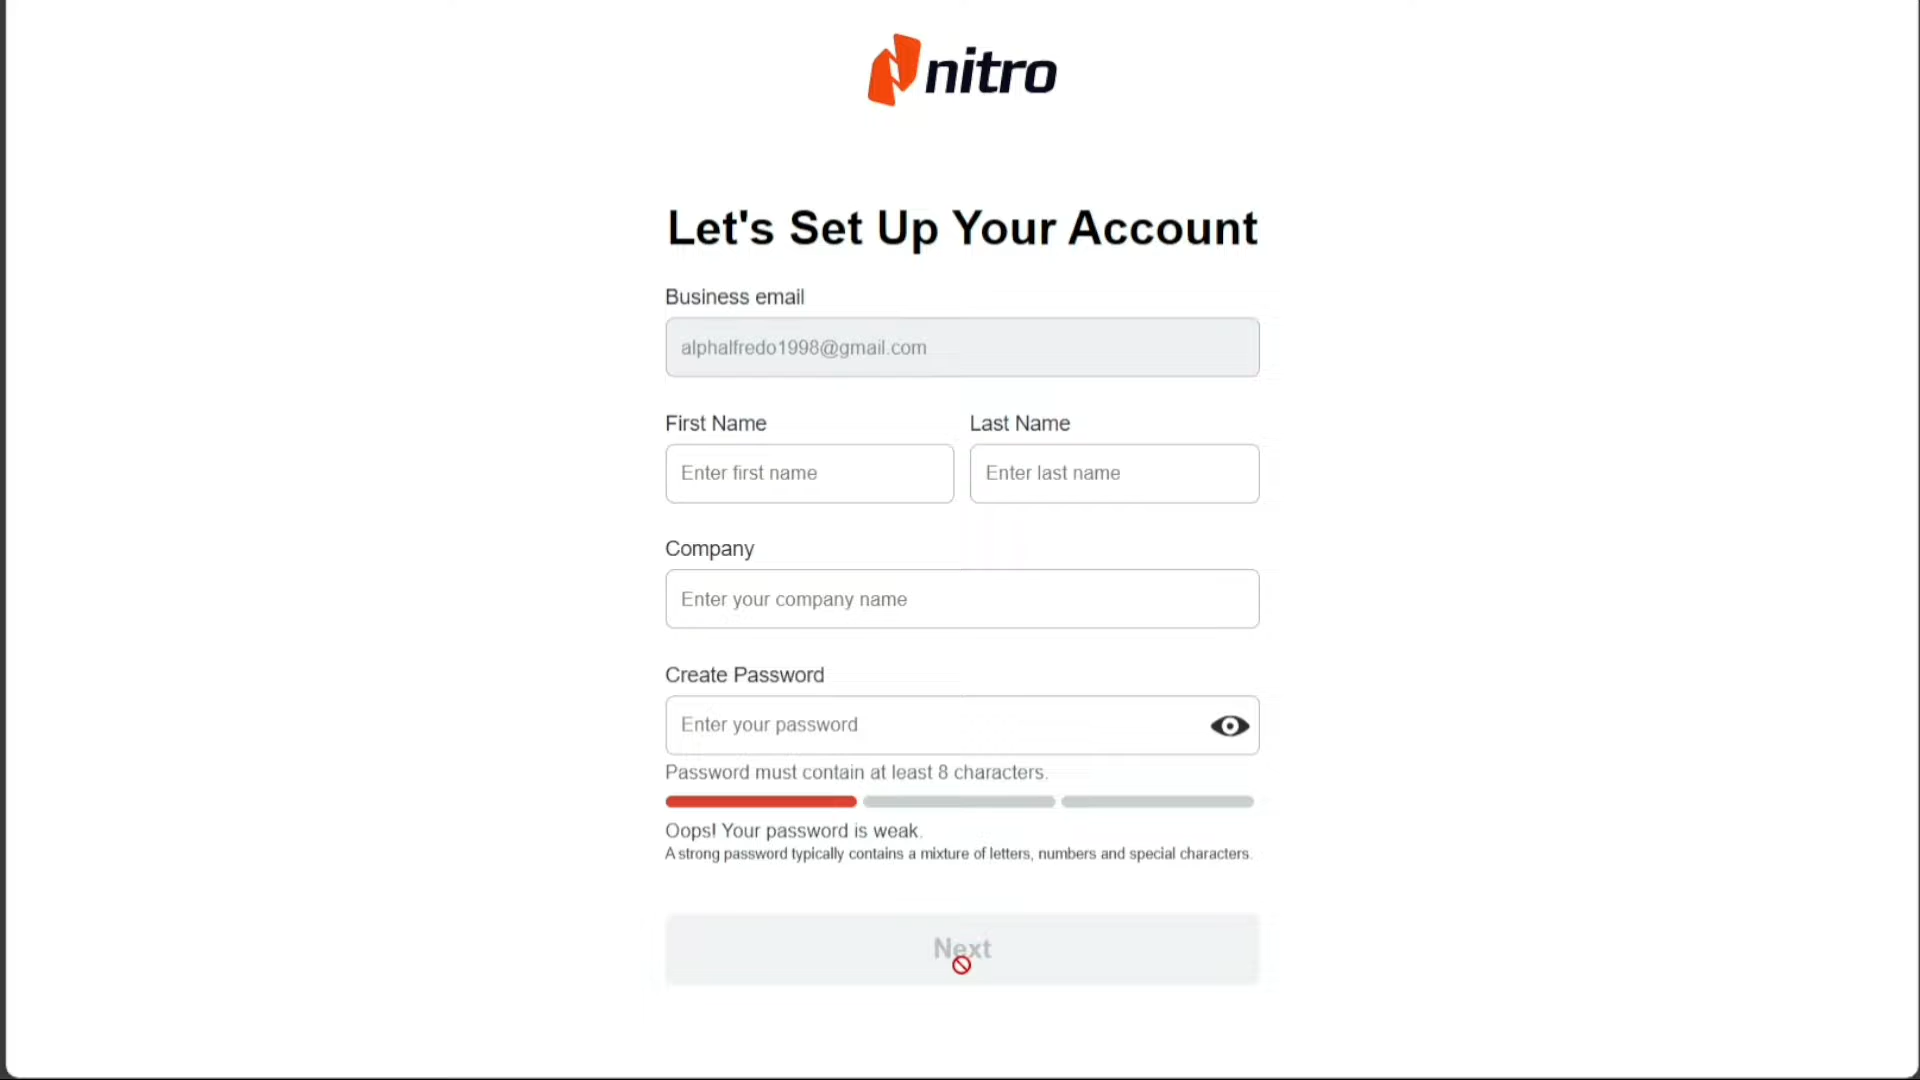 nitro
Let's Set Up Your Account
Business email
alphalfredo1998@gmail.com
First Name
Last Name
Enter first name
Enter last name
Company
Enter your company name
Create Password
Enter your password
Password must contain at least 8 characters.
Oops! Your password is weak.
A strong password typically contains a mixture of letters, numbers and special characters.
Next